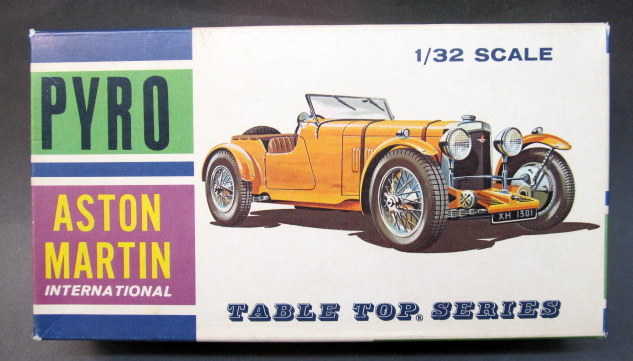 PYRO
ASTON
MARTIN
INTERNATIONAL
1/32 SCALE
XH 1501
TABLE TOP® SERIES